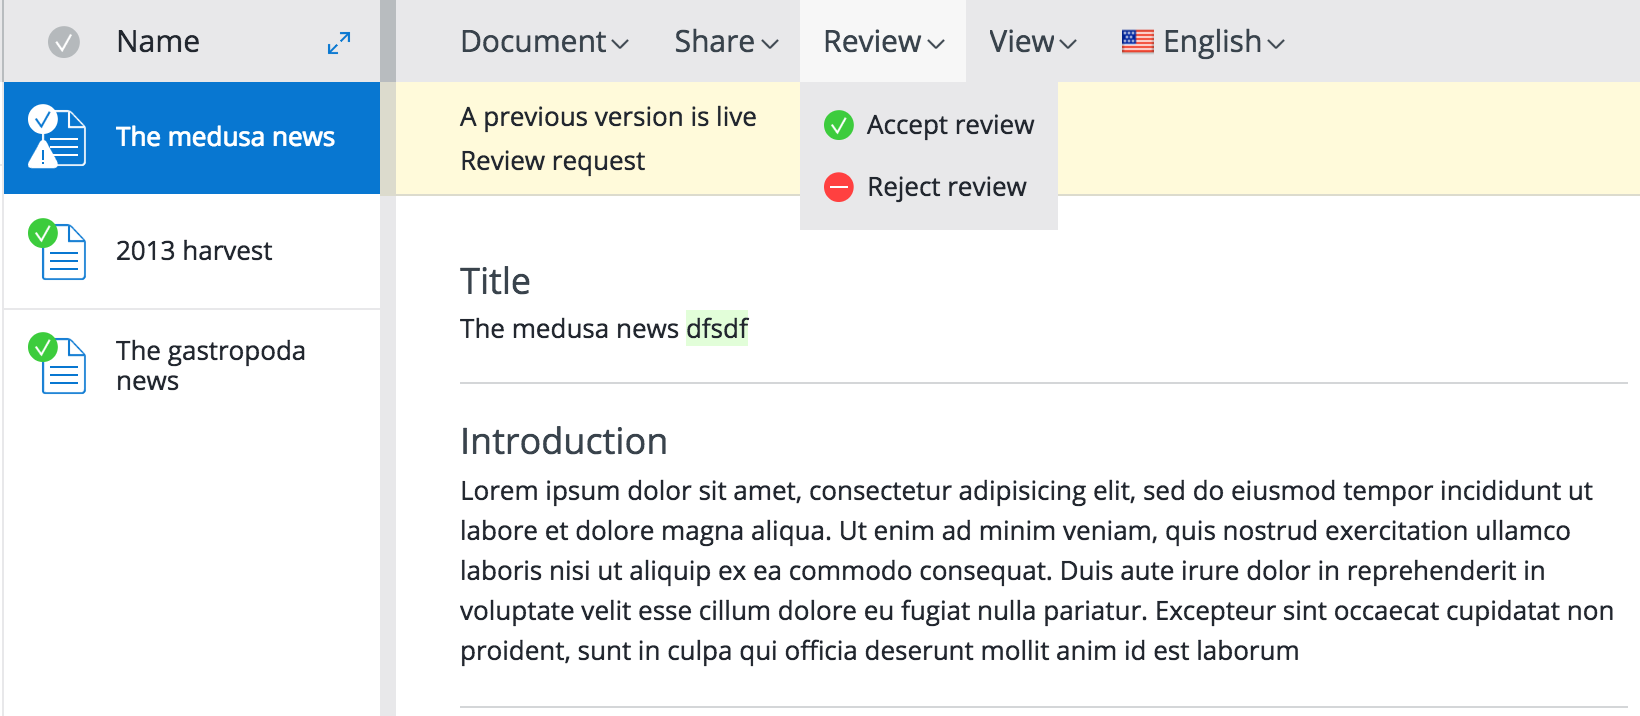 Name
Document Share Review View English
The medusa news
2013 harvest
The gastropoda
news
A previous version is live
Review request
Accept review
Reject review
Title
The medusa news dfsdf
Introduction
Lorem ipsum dolor sit amet, consectetur adipisicing elit, sed do eiusmod tempor incididunt ut
labore et dolore magna aliqua. Ut enim ad minim veniam, quis nostrud exercitation ullamco
laboris nisi ut aliquip ex ea commodo consequat. Duis aute irure dolor in reprehenderit in
voluptate velit esse cillum dolore eu fugiat nulla pariatur. Excepteur sint occaecat cupidatat non
proident, sunt in culpa qui officia deserunt mollit anim id est laborum